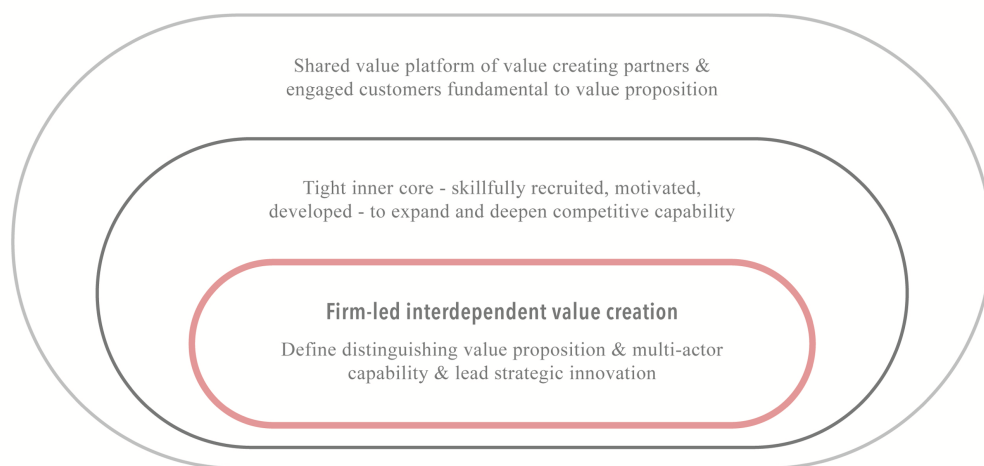 Shared value platform of value creating partners &
engaged customers fundamental to value proposition
Tight inner core - skillfully recruited, motivated,
developed - to expand and deepen competitive capability
Firm-led interdependent value creation
Define distinguishing value proposition & multi-actor
capability & lead strategic innovation